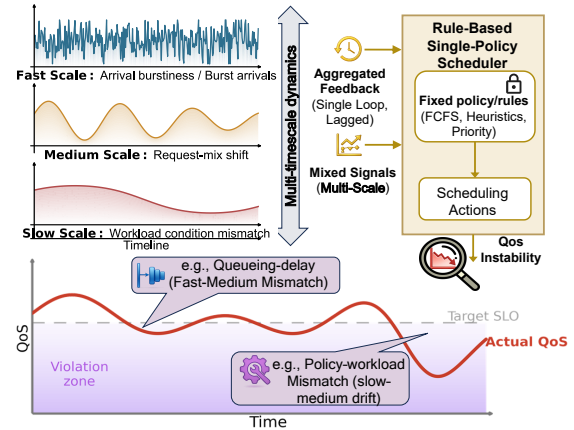 Fast Scale: Arrival burstiness / Burst arrivals
Medium Scale: Request-mix shift
Slow Scale: Workload condition mismatch
Timeline
Multi-timescale dynamics
Aggregated
Feedback
(Single Loop,
Lagged)
Mixed Signals
(Multi-Scale)
Rule-Based
Single-Policy
Scheduler
Fixed policy/rules
(FCFS, Heuristics,
Priority)
Scheduling
Actions
Qos
Instability
e.g., Queueing-delay
(Fast-Medium Mismatch)
Target SLO
Actual QoS
QoS
Violation
zone
e.g., Policy-workload
Mismatch (slow-
medium drift)
Time